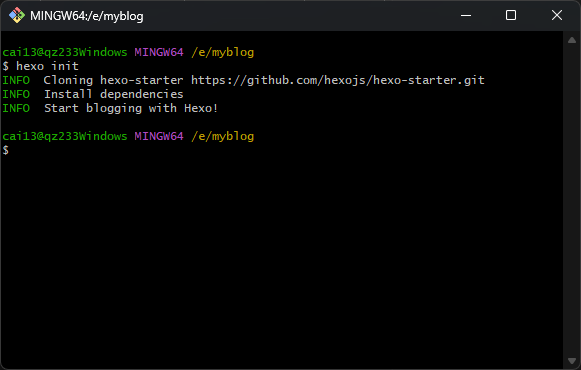 MINGW64:/e/myblog
cai13@qz233Windows MINGW64 /e/myblog
$ hexo init
INFO  Cloning hexo-starter https://github.com/hexojs/hexo-starter.git
INFO  Install dependencies
INFO  Start blogging with Hexo!
cai13@qz233Windows MINGW64 /e/myblog
$